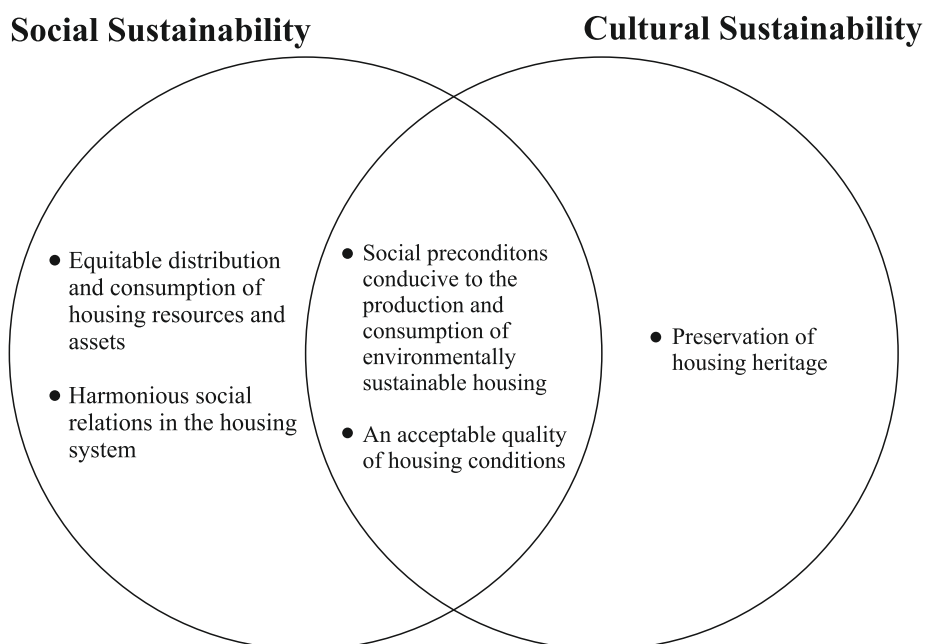 Social Sustainability
Cultural Sustainability
● Equitable distribution
and consumption of
housing resources and
assets
● Harmonious social
relations in the housing
system
● Social preconditons
conducive to the
production and
consumption of
environmentally
sustainable housing
● An acceptable quality
of housing conditions
● Preservation of
housing heritage